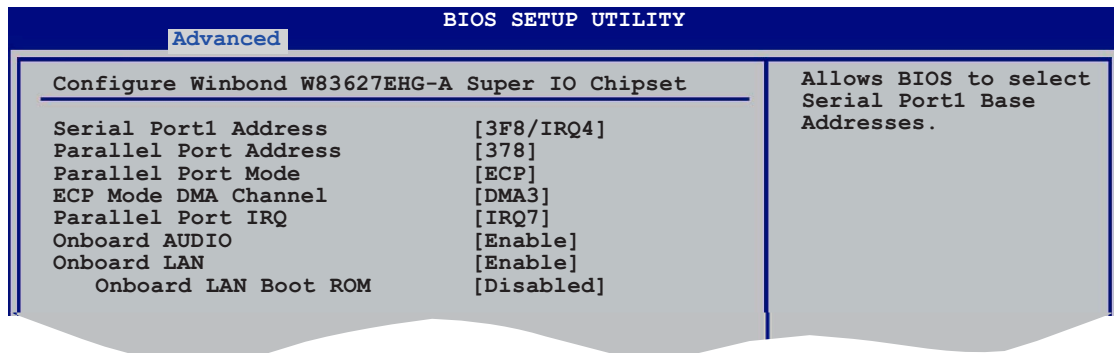 BIOS SETUP UTILITY
Advanced
Configure Winbond W83627EHG-A Super IO Chipset
Serial Port1 Address [3F8/IRQ4]
Parallel Port Address [378]
Parallel Port Mode [ECP]
ECP Mode DMA Channel [DMA3]
Parallel Port IRQ [IRQ7]
Onboard AUDIO [Enable]
Onboard LAN [Enable]
Onboard LAN Boot ROM [Disabled]
Allows BIOS to select
Serial Port1 Base
Addresses.